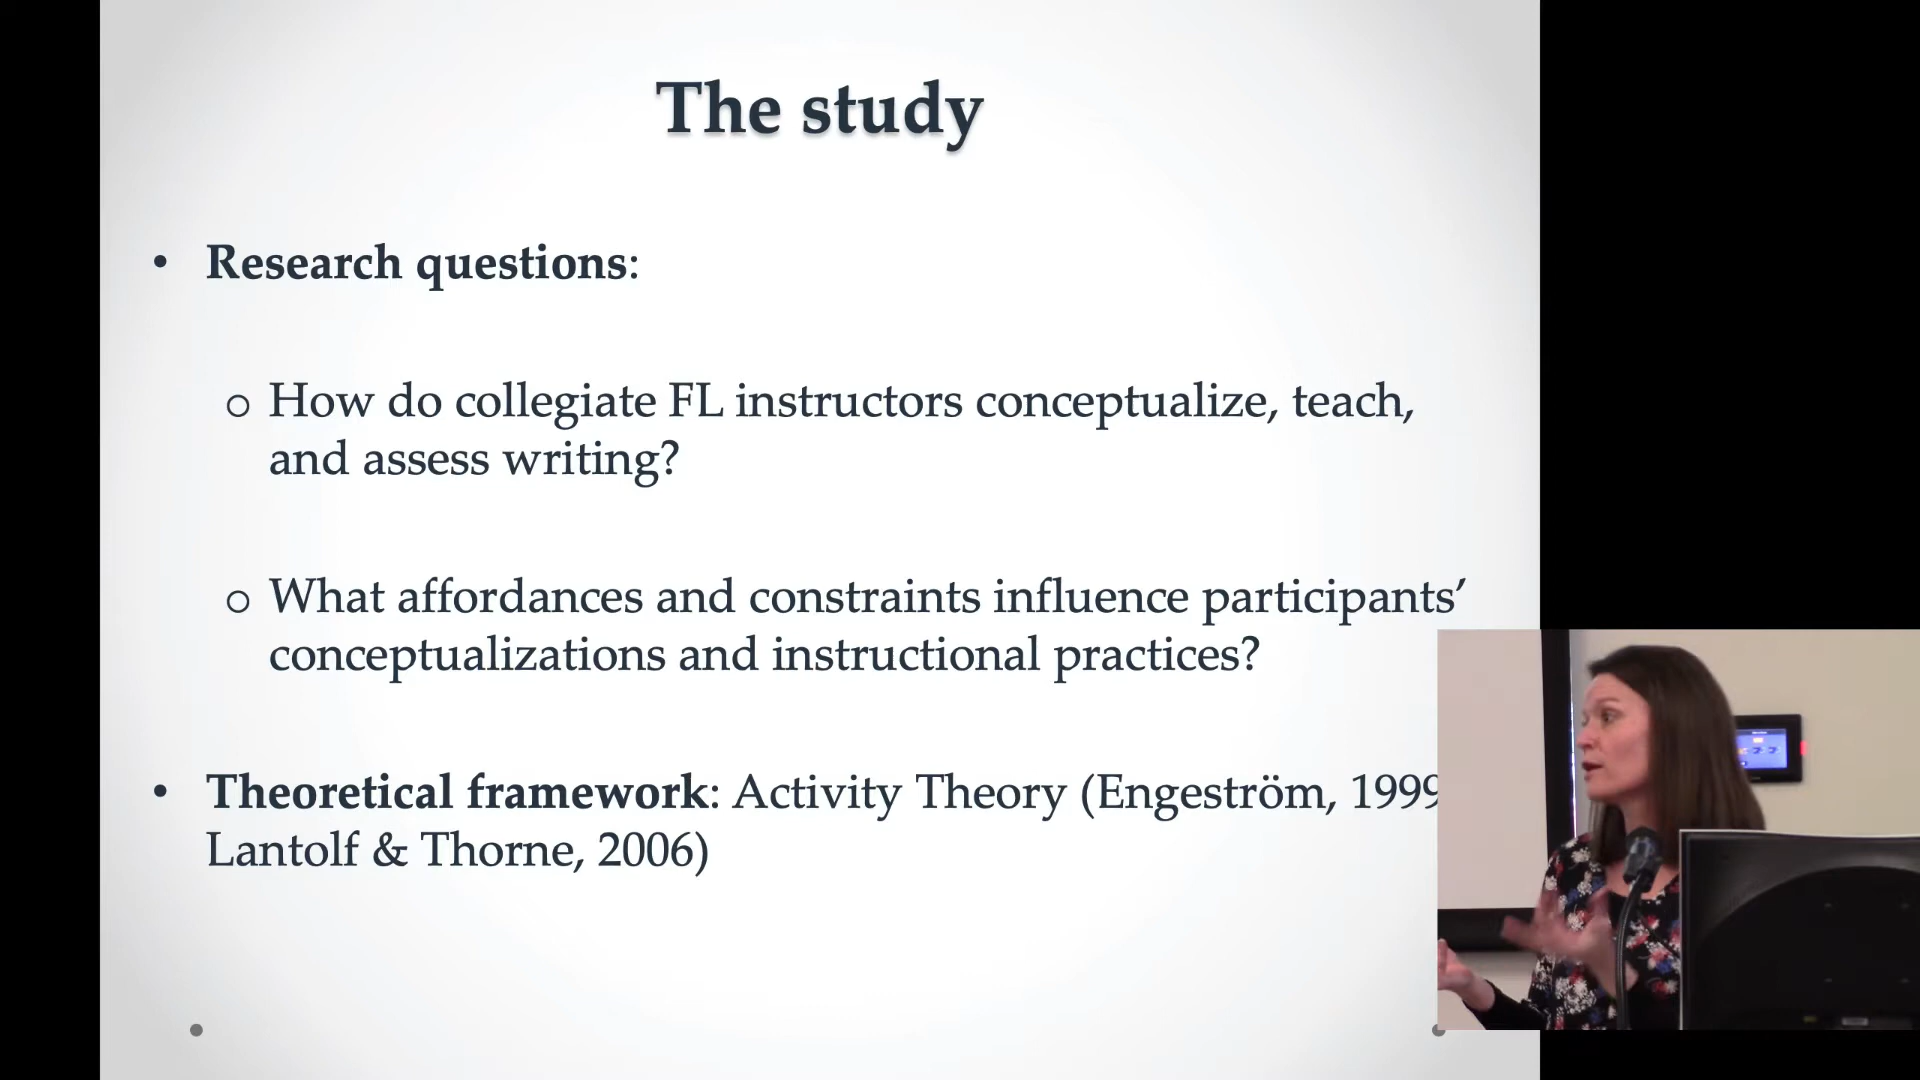 The study
• Research questions:
o How do collegiate FL instructors conceptualize, teach,
and assess writing?
o What affordances and constraints influence participants’
conceptualizations and instructional practices?
• Theoretical framework: Activity Theory (Engeström, 1999
Lantolf & Thorne, 2006)